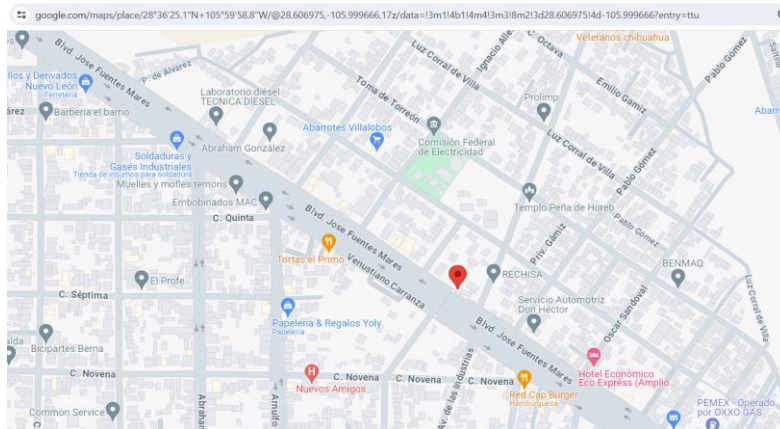 google.com/maps/place/28°36'25.1"N+105°59'58.8"W/@28.606975,-105.999666,17z/data=!3m1!4b1!4m4!3m3!8m2!3d28.606975!4d-105.999666?entry=ttu
Veteranos chihuahua
Blvd. Jose Fuentes Mares
P. de Alvarez
Ignacio Alle
C. Octava
Pablo Gómez
Saltillo
Luz Corral de Villa
llos y Derivados
Nuevo León
Ferretería
Laboratorio diésel
TECNICA DIESEL
Toma de Torreón
Emilio Gamiz
Prolimp
árez
Barberia el barrio
Abarrotes Villalobos
Abarr
Comisión Federal
de Electricidad
Abraham González
Luz Corral de Villa
Soldaduras y
Gases Industriales
Tienda de insumos para soldadura
Muelles y mofles temoris
Pablo Gómez
Embobinados MAC
Templo Peña de Horeb
C. Quinta
Blvd. Jose Fuentes Mares
Pablo Gómez
Priv. Gámiz
Tortas el Primo
Venustiano Carranza
BENMAQ
El Profe
RECHISA
C. Séptima
Servicio Automotriz
Don Héctor
Oscar Sandoval
Luz Corral de Villa
Papeleria & Regalos Yoly
Papelería
Blvd. Jose Fuentes Mares
alda
Bicipartes Berna
Av. de las Industrias
Hotel Económico
Eco Express (Amplio...
C. Novena
C. Novena
C. Novena
Nuevos Amigos
Red Cap Burger
Hamburguesa
Abraham
Arnulfo
Common Service
PEMEX - Operado
por OXXO GAS